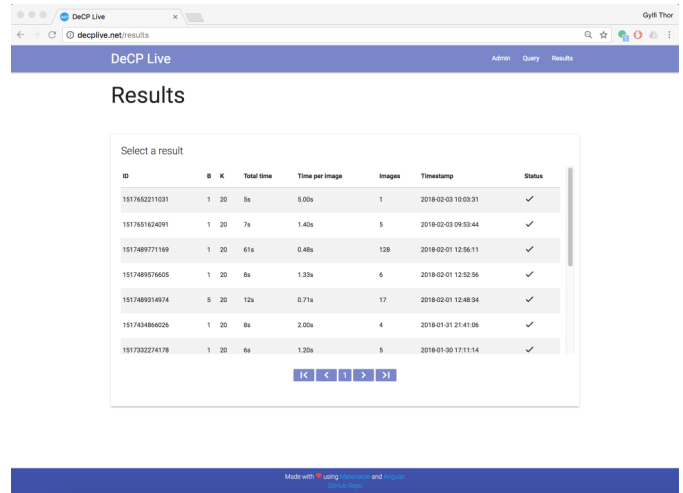 DeCP Live
Gylfi Thor
decplive.net/results
DeCP Live Admin Query Results
Results
Select a result
ID B K Total time Time per image Images Timestamp Status
1517652211031 1 20 5s 5.00s 1 2018-02-03 10:03:31
1517651624091 1 20 7s 1.40s 5 2018-02-03 09:53:44
1517489771169 1 20 61s 0.48s 128 2018-02-01 12:56:11
1517489576605 1 20 8s 1.33s 6 2018-02-01 12:52:56
1517489314974 5 20 12s 0.71s 17 2018-02-01 12:48:34
1517434866026 1 20 8s 2.00s 4 2018-01-31 21:41:06
1517332274178 1 20 6s 1.20s 5 2018-01-30 17:11:14
1
Made with ❤ using Materialize and Angular
GitHub Repo